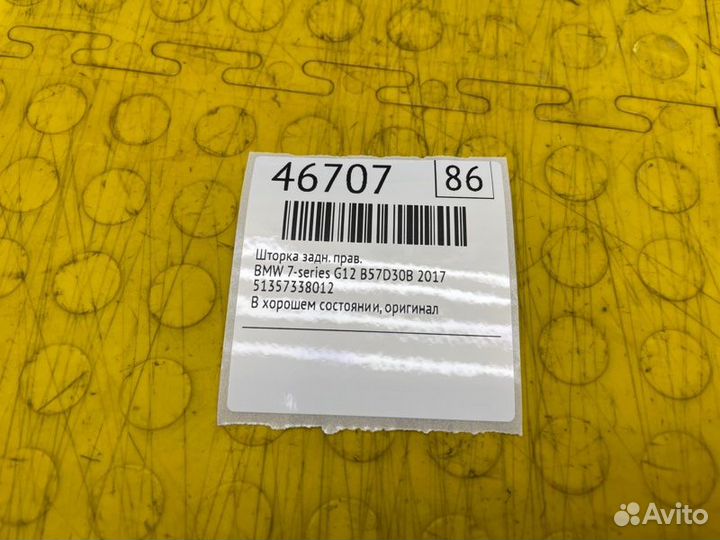 46707 86
Шторка задн. прав.
BMW 7-series G12 B57D30B 2017
51357338012
В хорошем состоянии, оригинал
Avito